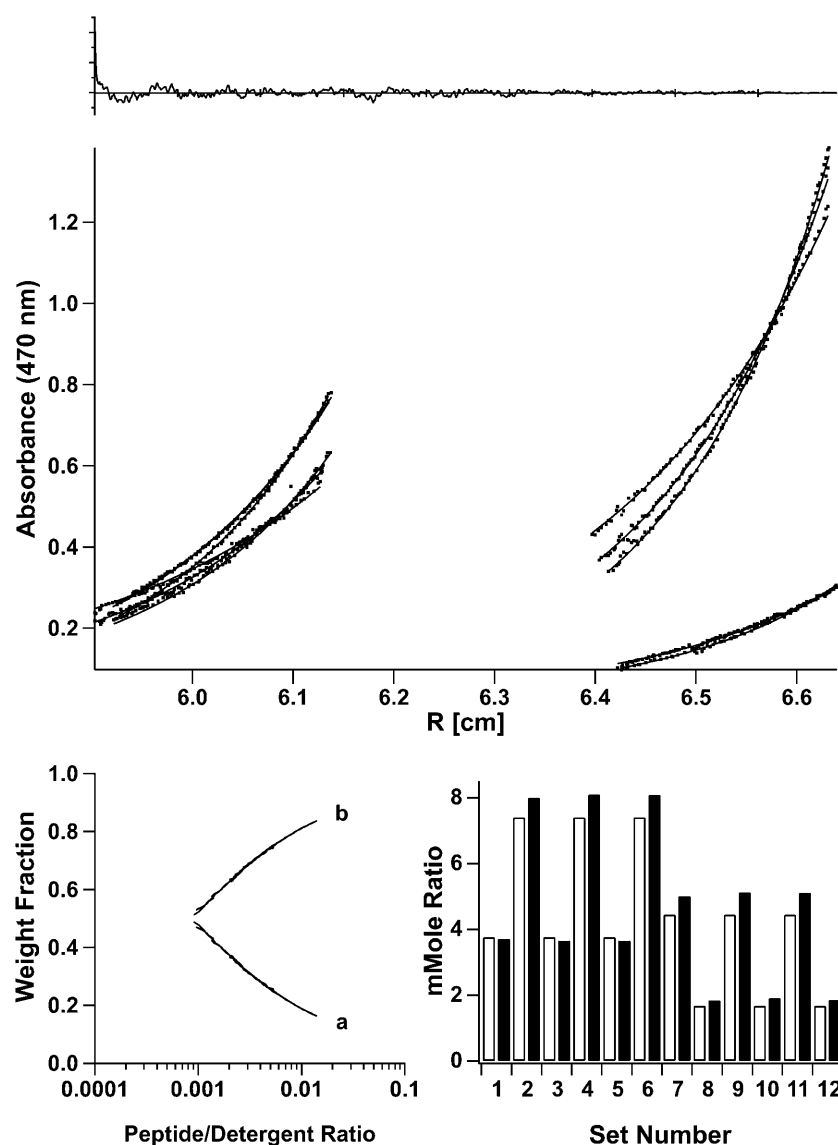 1.2
1.0
0.8
0.6
0.4
0.2
Absorbance (470 nm)
6.0 6.1 6.2 6.3 6.4 6.5 6.6
R [cm]
1.0
0.8
0.6
0.4
0.2
0.0
Weight Fraction
b
a
0.0001 0.001 0.01 0.1
Peptide/Detergent Ratio
8
6
4
2
0
mMole Ratio
1 2 3 4 5 6 7 8 9 10 11 12
Set Number